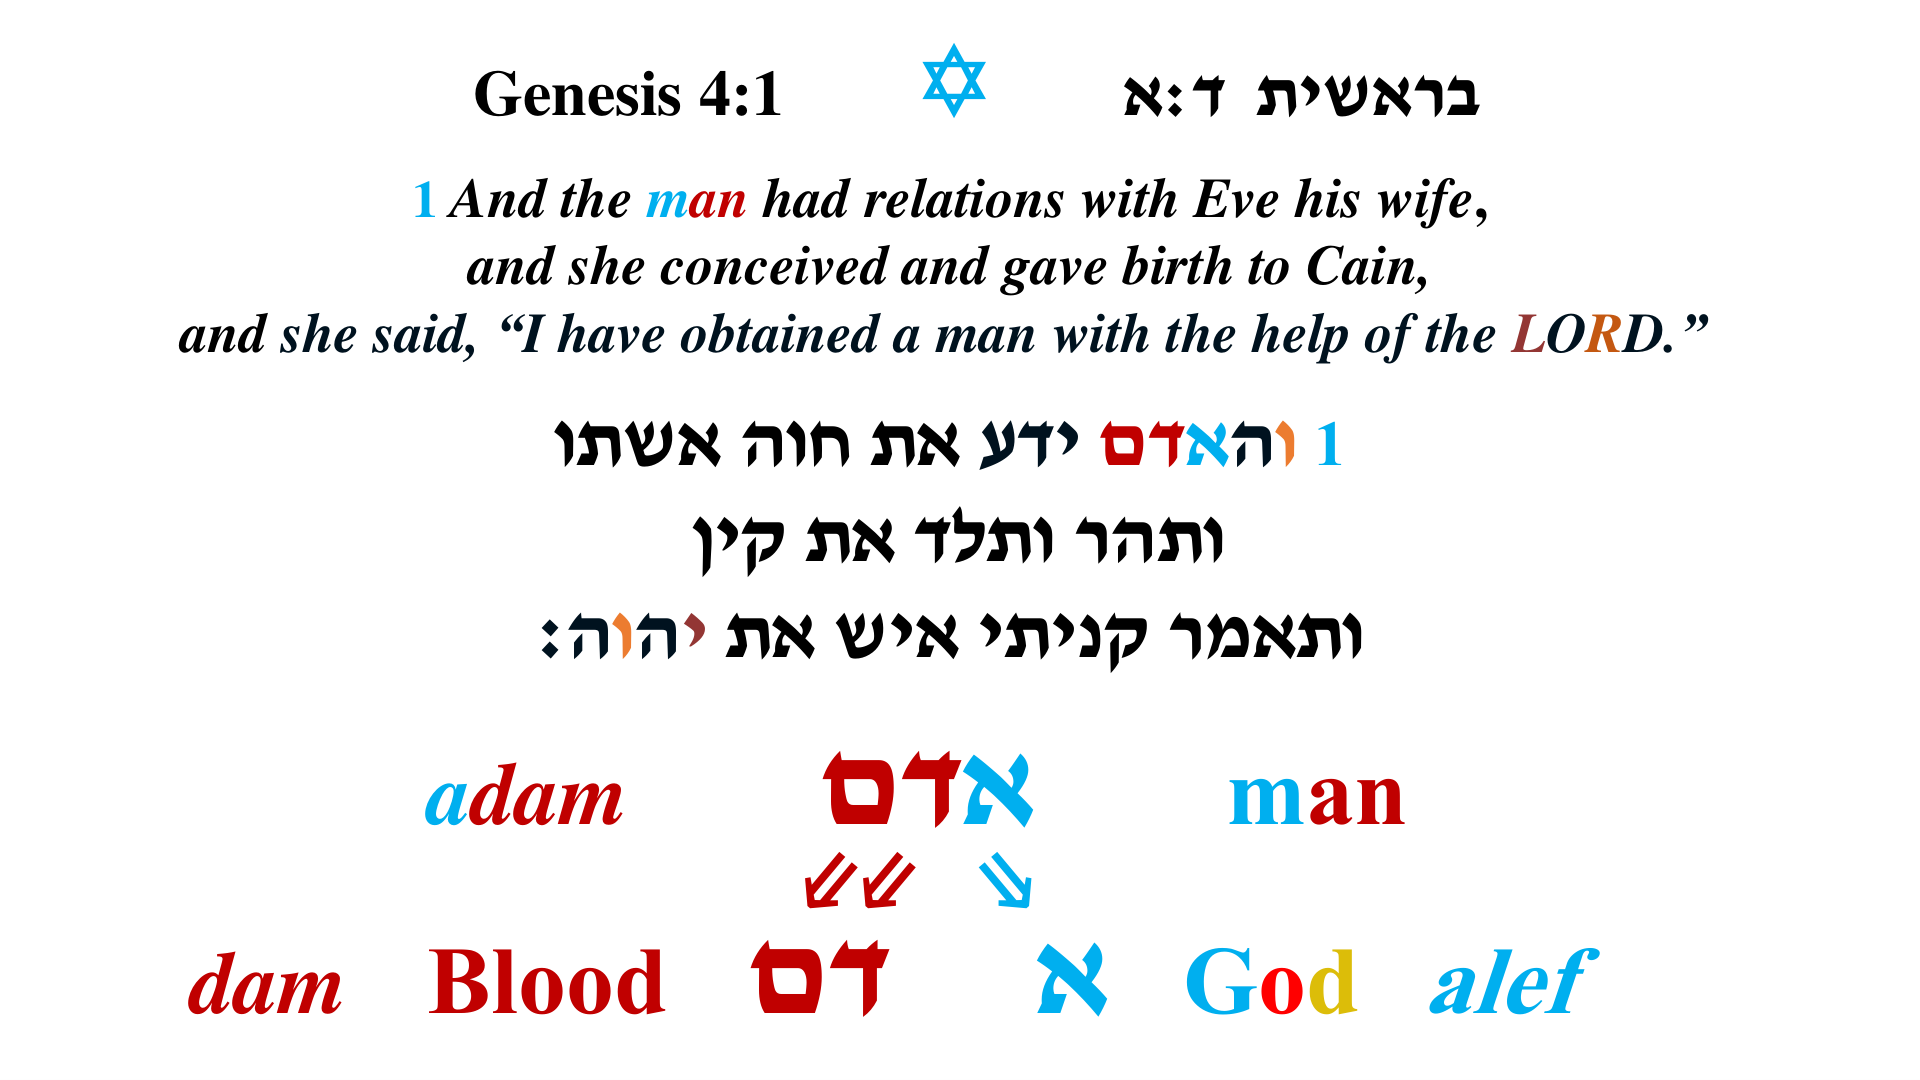 Genesis 4:1 ✡ בראשית ד:א
1 And the man had relations with Eve his wife,
and she conceived and gave birth to Cain,
and she said, “I have obtained a man with the help of the LORD.”
1 והאדם ידע את חוה אשתו
ותהר ותלד את קין
ותאמר קניתי איש את יהוה:
adam אדם man
⇙⇙ ⇘
dam Blood דם א God alef